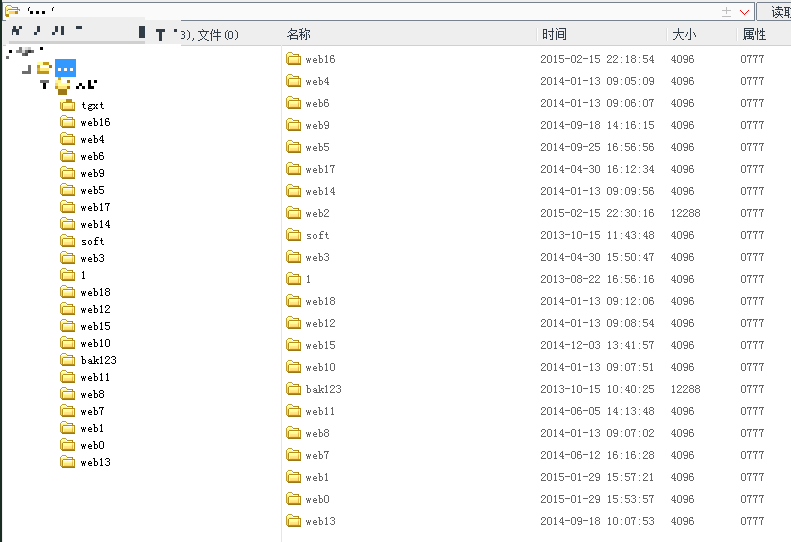 读取
3),文件(0) 名称 时间 大小 属性
tgxt
web16
web4
web6
web9
web5
web17
web14
soft
web3
1
web18
web12
web15
web10
bak123
web11
web8
web7
web1
web0
web13
web16 2015-02-15 22:18:54 4096 0777
web4 2014-01-13 09:05:09 4096 0777
web6 2014-01-13 09:06:07 4096 0777
web9 2014-09-18 14:16:15 4096 0777
web5 2014-09-25 16:56:56 4096 0777
web17 2014-04-30 16:12:34 4096 0777
web14 2014-01-13 09:09:56 4096 0777
web2 2015-02-15 22:30:16 12288 0777
soft 2013-10-15 11:43:48 4096 0777
web3 2014-04-30 15:50:47 4096 0777
1 2013-08-22 16:56:16 4096 0777
web18 2014-01-13 09:12:06 4096 0777
web12 2014-01-13 09:08:54 4096 0777
web15 2014-12-03 13:41:57 4096 0777
web10 2014-01-13 09:07:51 4096 0777
bak123 2013-10-15 10:40:25 12288 0777
web11 2014-06-05 14:13:48 4096 0777
web8 2014-01-13 09:07:02 4096 0777
web7 2014-06-12 16:16:28 4096 0777
web1 2015-01-29 15:57:21 4096 0777
web0 2015-01-29 15:53:57 4096 0777
web13 2014-09-18 10:07:53 4096 0777